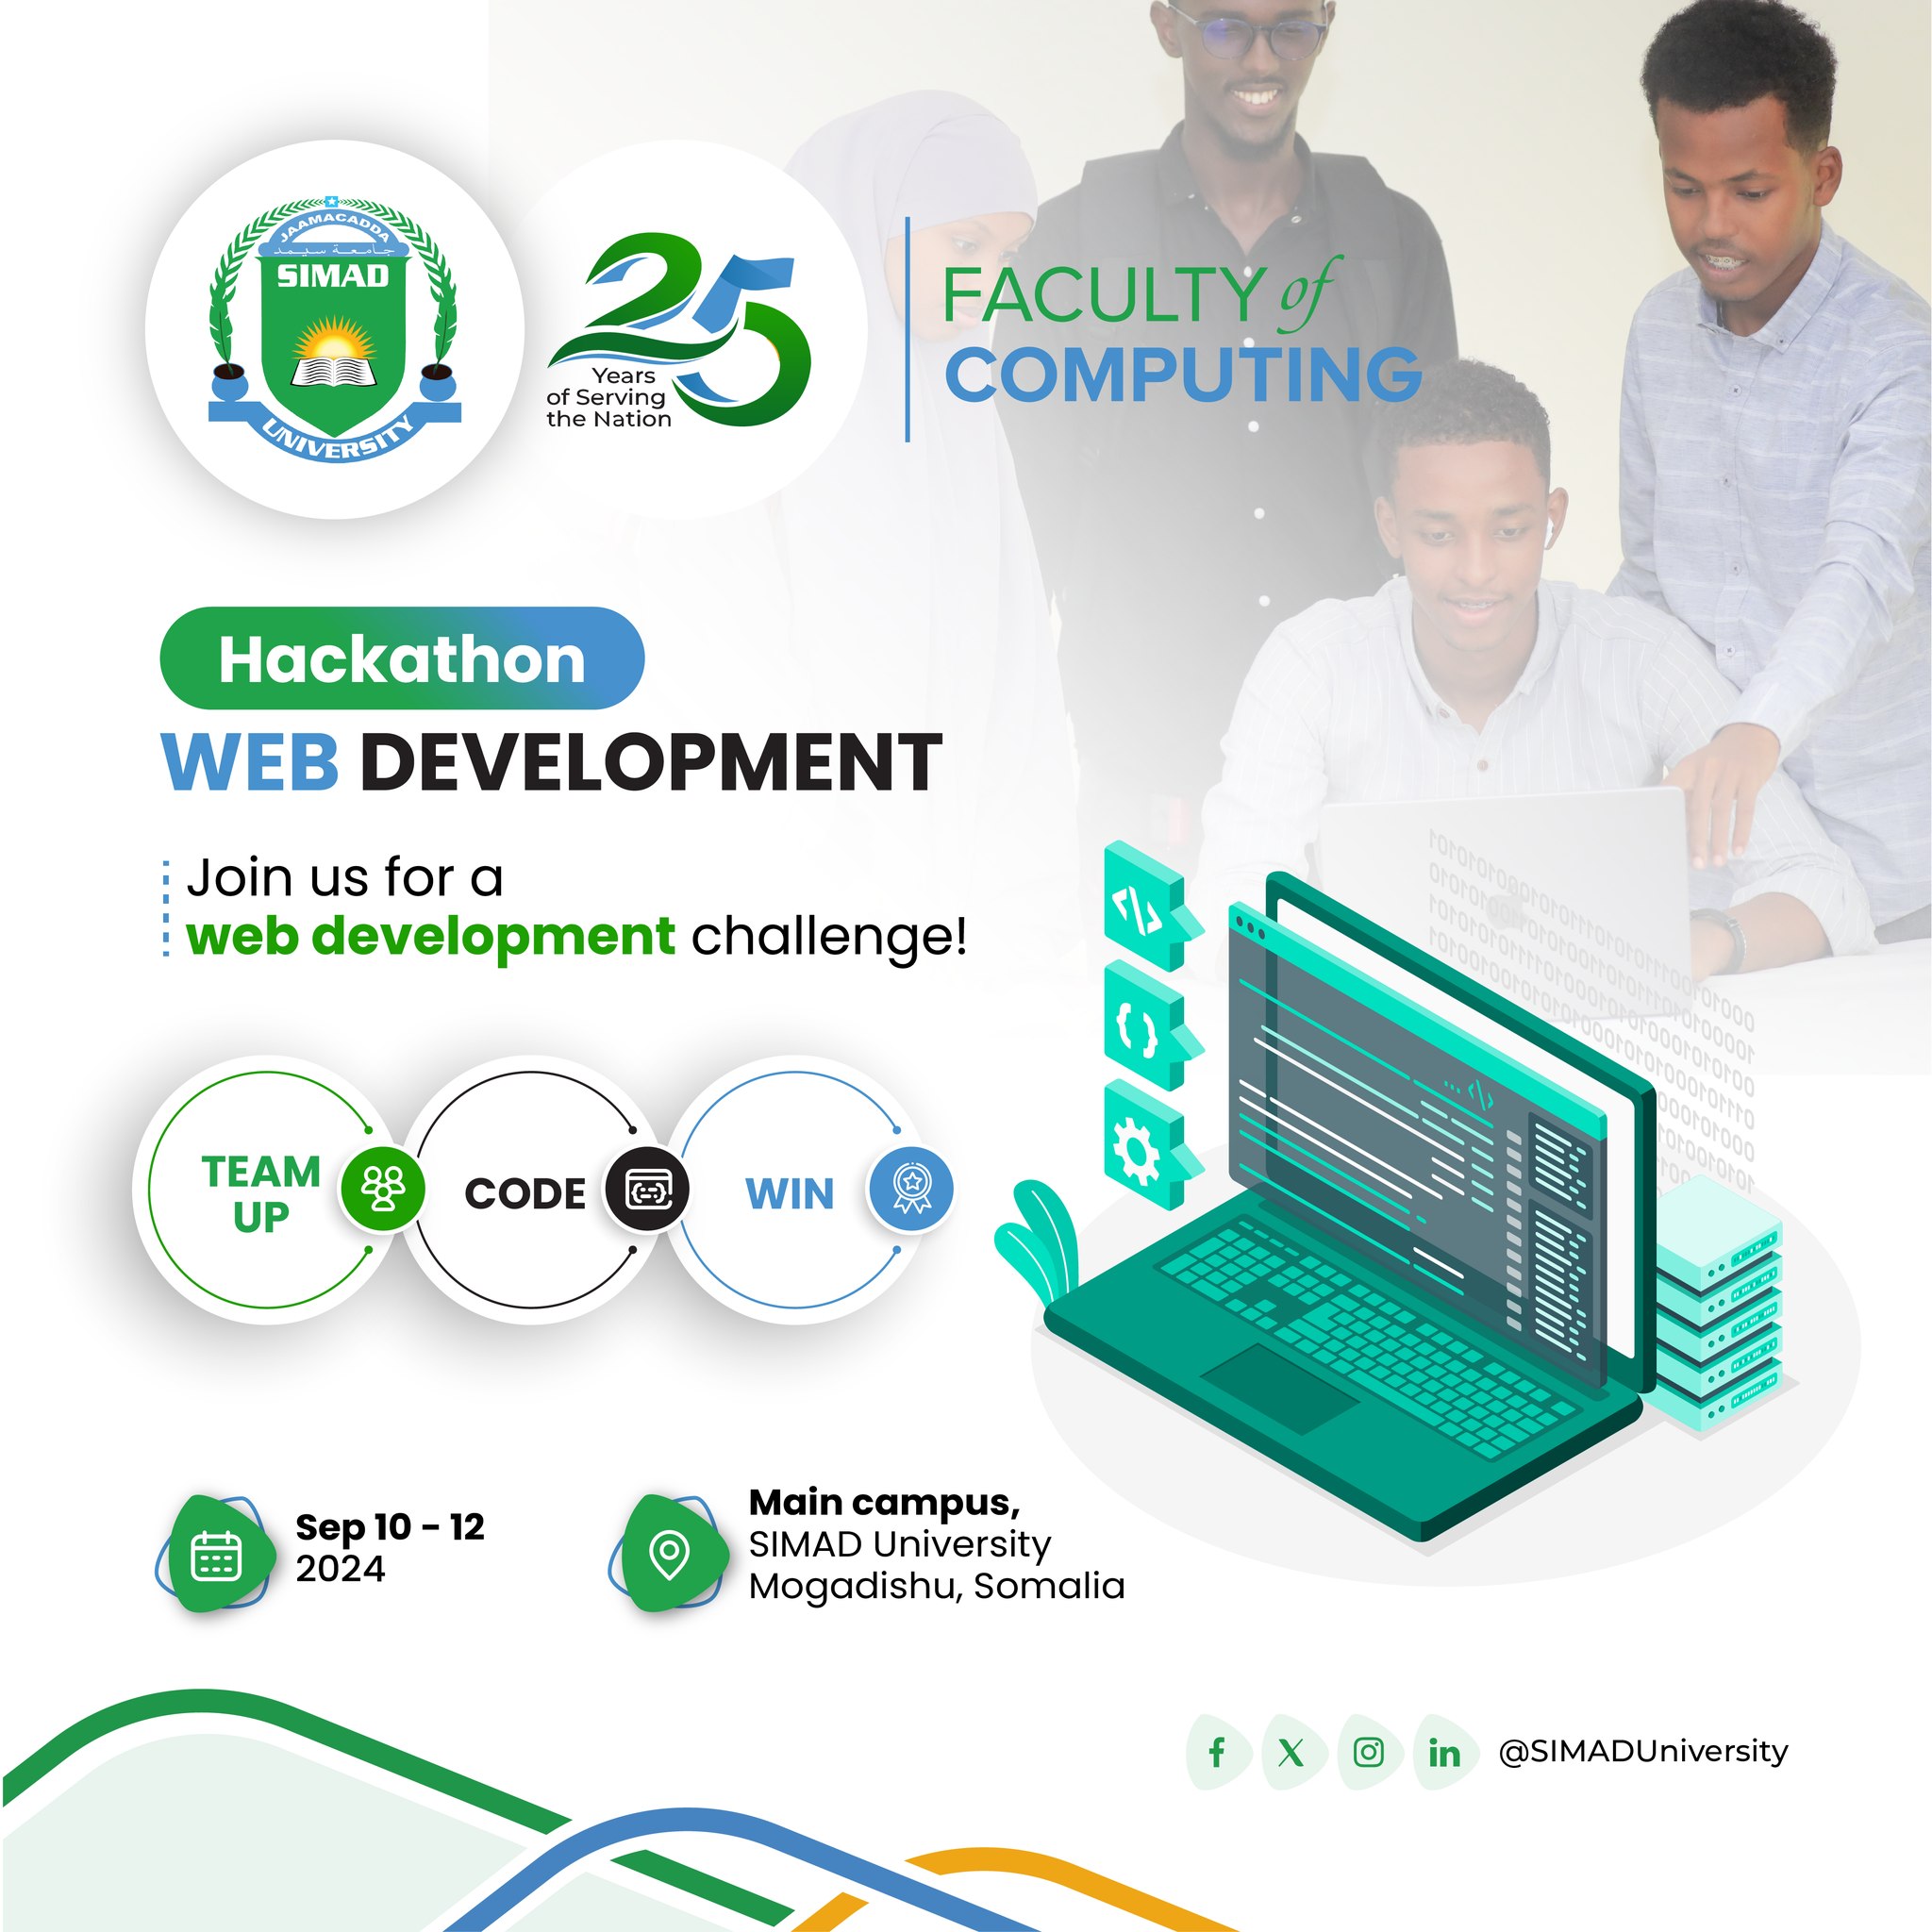 JAAMACADDA
جامعة سيمد
SIMAD
UNIVERSITY
25
Years
of Serving
the Nation
FACULTY of
COMPUTING
Hackathon
WEB DEVELOPMENT
Join us for a
web development challenge!
TEAM
UP
CODE
WIN
Sep 10 - 12
2024
Main campus,
SIMAD University
Mogadishu, Somalia
@SIMADUniversity